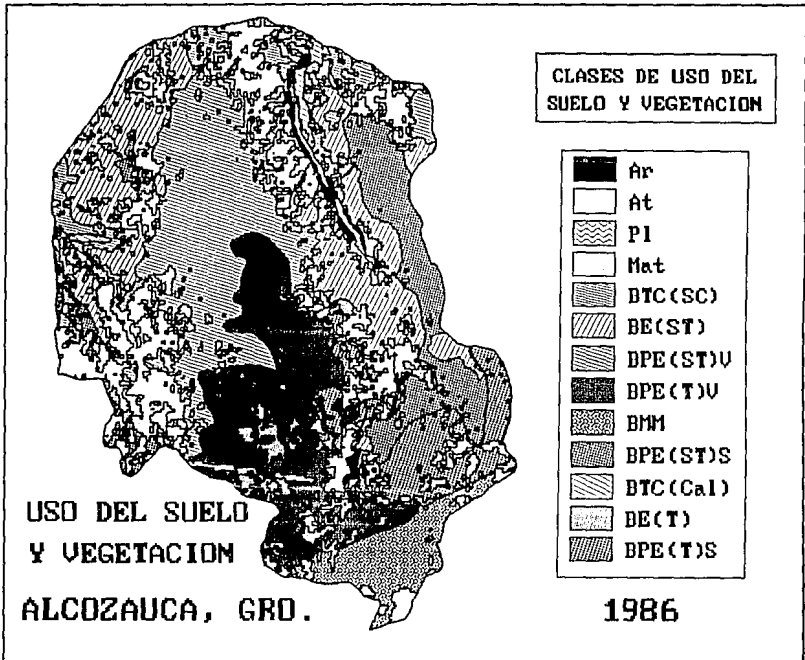 CLASES DE USO DEL
SUELO Y VEGETACION
Ar
At
Pl
Mat
BTC(SC)
BE(ST)
BPE(ST)V
BPE(T)V
BMM
BPE(ST)S
BTC(Cal)
BE(T)
BPE(T)S
USO DEL SUELO
Y VEGETACION
ALCOZAUCA, GRO.
1986